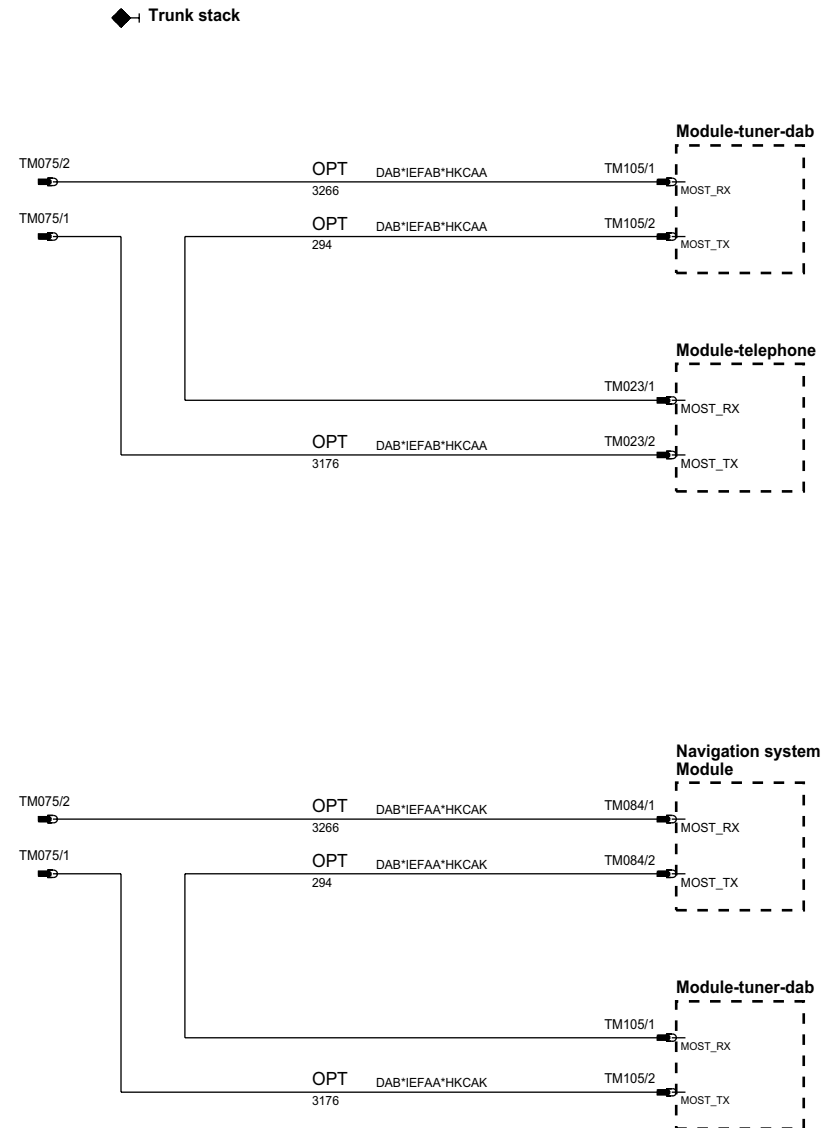 Trunk stack
Module-tuner-dab
TM075/2
OPT
DAB*IEFAB*HKCAA
TM105/1
3266
MOST_RX
TM075/1
OPT
DAB*IEFAB*HKCAA
TM105/2
294
MOST_TX
Module-telephone
TM023/1
MOST_RX
OPT
DAB*IEFAB*HKCAA
TM023/2
3176
MOST_TX
Navigation system
Module
TM075/2
OPT
DAB*IEFAA*HKCAK
TM084/1
3266
MOST_RX
TM075/1
OPT
DAB*IEFAA*HKCAK
TM084/2
294
MOST_TX
Module-tuner-dab
TM105/1
MOST_RX
OPT
DAB*IEFAA*HKCAK
TM105/2
3176
MOST_TX